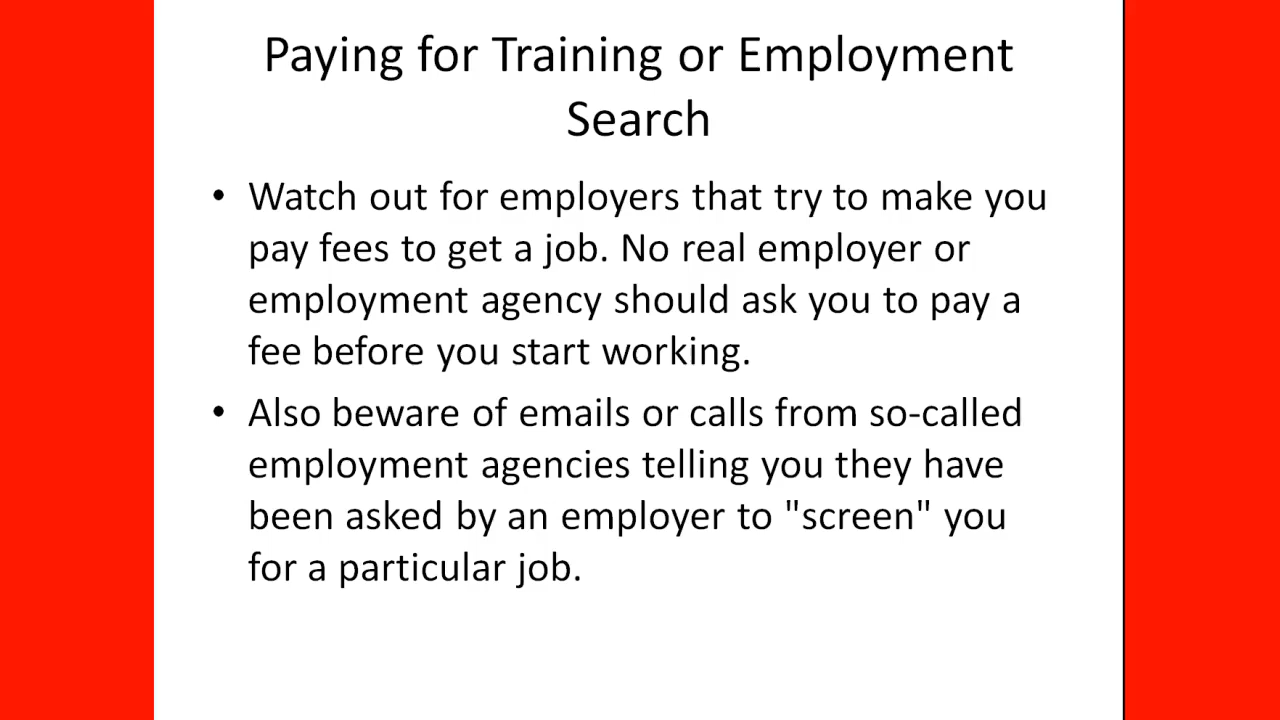 Paying for Training or Employment
Search
• Watch out for employers that try to make you
pay fees to get a job. No real employer or
employment agency should ask you to pay a
fee before you start working.
• Also beware of emails or calls from so-called
employment agencies telling you they have
been asked by an employer to "screen" you
for a particular job.